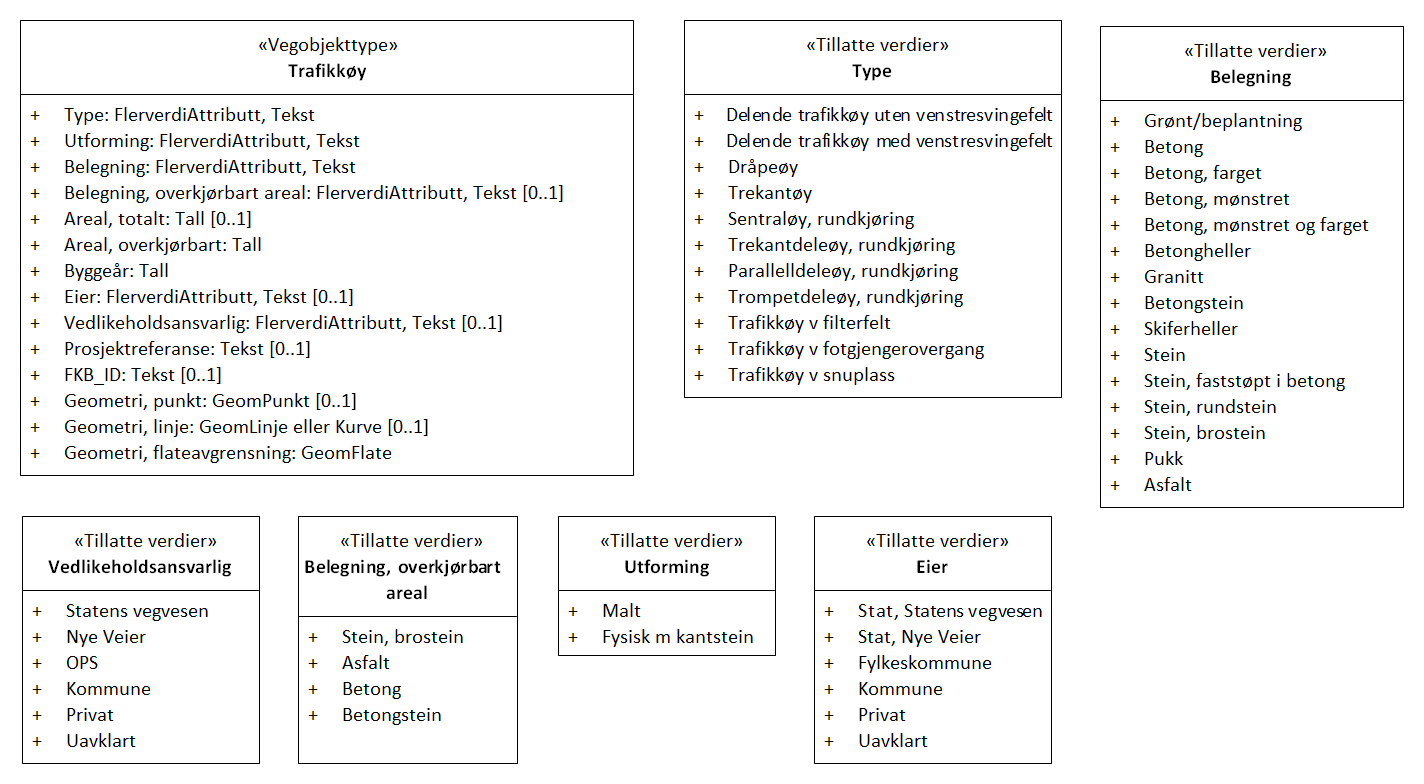 «Vegobjekttype»
Trafikkøy
+ Type: FlerverdiAttributt, Tekst
+ Utforming: FlerverdiAttributt, Tekst
+ Belegning: FlerverdiAttributt, Tekst
+ Belegning, overkjørbart areal: FlerverdiAttributt, Tekst [0..1]
+ Areal, totalt: Tall [0..1]
+ Areal, overkjørbart: Tall
+ Byggeår: Tall
+ Eier: FlerverdiAttributt, Tekst [0..1]
+ Vedlikeholdsansvarlig: FlerverdiAttributt, Tekst [0..1]
+ Prosjektreferanse: Tekst [0..1]
+ FKB_ID: Tekst [0..1]
+ Geometri, punkt: GeomPunkt [0..1]
+ Geometri, linje: GeomLinje eller Kurve [0..1]
+ Geometri, flateavgrensning: GeomFlate
«Tillatte verdier»
Type
+ Delende trafikkøy uten venstresvingefelt
+ Delende trafikkøy med venstresvingefelt
+ Dråpeøy
+ Trekantøy
+ Sentraløy, rundkjøring
+ Trekantdeleøy, rundkjøring
+ Parallelldeleøy, rundkjøring
+ Trompetdeleøy, rundkjøring
+ Trafikkøy v filterfelt
+ Trafikkøy v fotgjengerovergang
+ Trafikkøy v snuplass
«Tillatte verdier»
Belegning
+ Grønt/beplantning
+ Betong
+ Betong, farget
+ Betong, mønstret
+ Betong, mønstret og farget
+ Betongheller
+ Granitt
+ Betongstein
+ Skiferheller
+ Stein
+ Stein, faststøpt i betong
+ Stein, rundstein
+ Stein, brostein
+ Pukk
+ Asfalt
«Tillatte verdier»
Vedlikeholdsansvarlig
+ Statens vegvesen
+ Nye Veier
+ OPS
+ Kommune
+ Privat
+ Uavklart
«Tillatte verdier»
Belegning, overkjørbart
areal
+ Stein, brostein
+ Asfalt
+ Betong
+ Betongstein
«Tillatte verdier»
Utforming
+ Malt
+ Fysisk m kantstein
«Tillatte verdier»
Eier
+ Stat, Statens vegvesen
+ Stat, Nye Veier
+ Fylkeskommune
+ Kommune
+ Privat
+ Uavklart